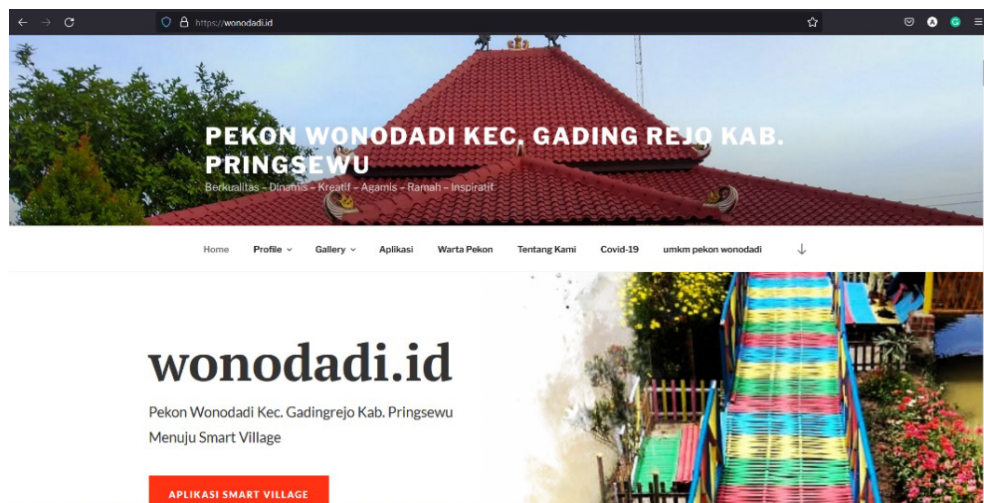 https://wonodadi.id
PEKON WONODADI KEC. GADING REJO KAB.
PRINGSEWU
Berkualitas – Dinamis – Kreatif – Agamis – Ramah – Inspiratif
Home Profile Gallery Aplikasi Warta Pekon Tentang Kami Covid-19 umkm pekon wonodadi
wonodadi.id
Pekon Wonodadi Kec. Gadingrejo Kab. Pringsewu
Menuju Smart Village
APLIKASI SMART VILLAGE